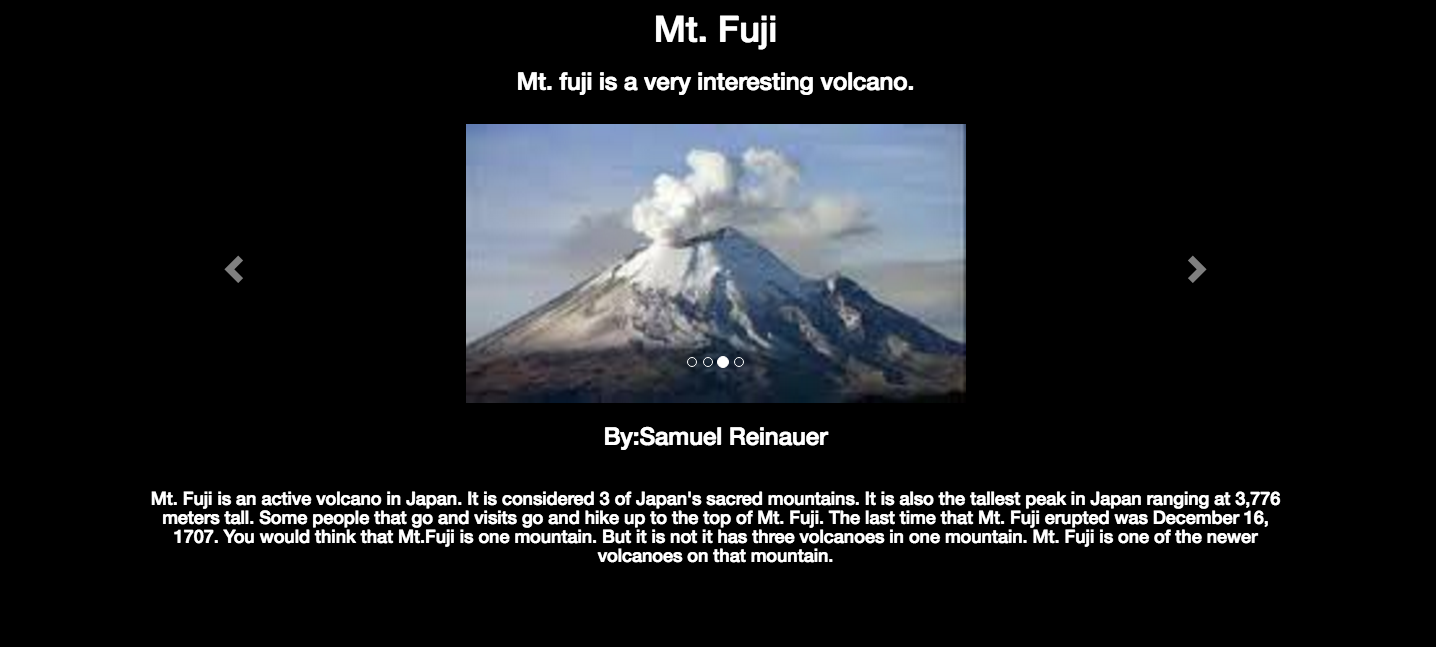 Mt. Fuji
Mt. fuji is a very interesting volcano.
By:Samuel Reinauer
Mt. Fuji is an active volcano in Japan. It is considered 3 of Japan's sacred mountains. It is also the tallest peak in Japan ranging at 3,776
meters tall. Some people that go and visits go and hike up to the top of Mt. Fuji. The last time that Mt. Fuji erupted was December 16,
1707. You would think that Mt.Fuji is one mountain. But it is not it has three volcanoes in one mountain. Mt. Fuji is one of the newer
volcanoes on that mountain.